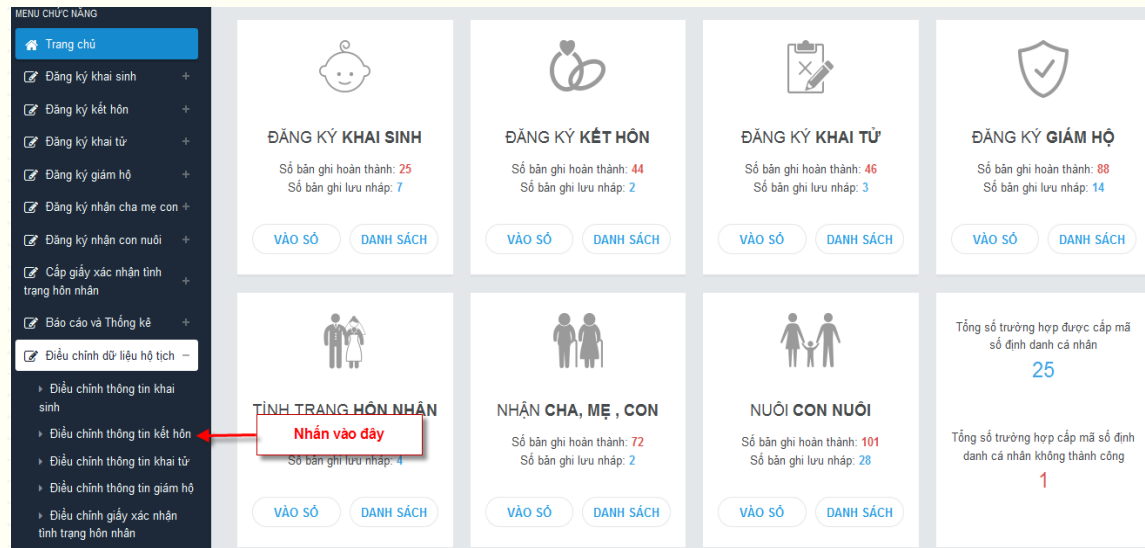 MENU CHỨC NĂNG
Trang chủ
Đăng ký khai sinh +
Đăng ký kết hôn +
Đăng ký khai tử +
Đăng ký giám hộ +
Đăng ký nhận cha mẹ con +
Đăng ký nhận con nuôi +
Cấp giấy xác nhận tình
trạng hôn nhân +
Báo cáo và Thống kê +
Điều chỉnh dữ liệu hộ tịch −
Điều chỉnh thông tin khai
sinh
Điều chỉnh thông tin kết hôn
Điều chỉnh thông tin khai tử
Điều chỉnh thông tin giám hộ
Điều chỉnh giấy xác nhận
tình trạng hôn nhân
ĐĂNG KÝ KHAI SINH
Số bản ghi hoàn thành: 25
Số bản ghi lưu nháp: 7
VÀO SỔ DANH SÁCH
ĐĂNG KÝ KẾT HÔN
Số bản ghi hoàn thành: 44
Số bản ghi lưu nháp: 2
VÀO SỔ DANH SÁCH
ĐĂNG KÝ KHAI TỬ
Số bản ghi hoàn thành: 46
Số bản ghi lưu nháp: 3
VÀO SỔ DANH SÁCH
ĐĂNG KÝ GIÁM HỘ
Số bản ghi hoàn thành: 88
Số bản ghi lưu nháp: 14
VÀO SỔ DANH SÁCH
TÌNH TRẠNG HÔN NHÂN
Nhấn vào đây
Số bản ghi lưu nháp: 4
VÀO SỔ DANH SÁCH
NHẬN CHA, MẸ , CON
Số bản ghi hoàn thành: 72
Số bản ghi lưu nháp: 2
VÀO SỔ DANH SÁCH
NUÔI CON NUÔI
Số bản ghi hoàn thành: 101
Số bản ghi lưu nháp: 28
VÀO SỔ DANH SÁCH
Tổng số trường hợp được cấp mã
số định danh cá nhân
25
Tổng số trường hợp cấp mã số định
danh cá nhân không thành công
1